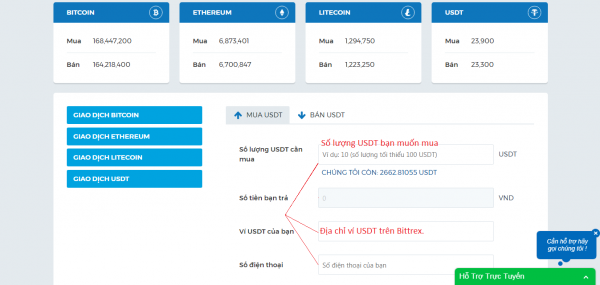 BITCOIN
Mua 168,447,200
Bán 164,218,400
ETHEREUM
Mua 6,873,401
Bán 6,700,847
LITECOIN
Mua 1,294,750
Bán 1,223,250
USDT
Mua 23,900
Bán 23,300
GIAO DỊCH BITCOIN
GIAO DỊCH ETHEREUM
GIAO DỊCH LITECOIN
GIAO DỊCH USDT
MUA USDT BÁN USDT
Số lượng USDT bạn muốn mua
Số lượng USDT cần
mua
Ví dụ: 10 (số lượng tối thiểu 100 USDT) USDT
CHÚNG TÔI CÒN: 2662.81055 USDT
Số tiền bạn trả 0 VND
Ví USDT của bạn Địa chỉ ví USDT trên Bittrex.
Số điện thoại Số điện thoại của bạn
Cần hỗ trợ hãy
gọi chúng tôi !
Hỗ Trợ Trực Tuyến